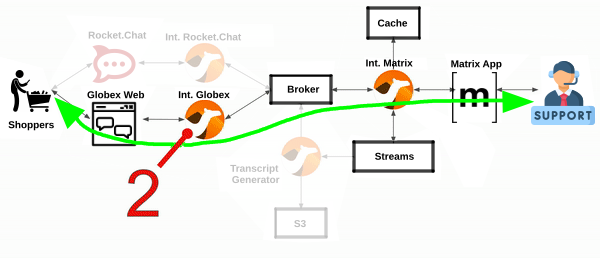 Cache
Rocket.Chat
Int. Rocket.Chat
Int. Matrix
Matrix App
Globex Web
Int. Globex
Broker
[m]
Shoppers
SUPPORT
Streams
Transcript
Generator
2
S3